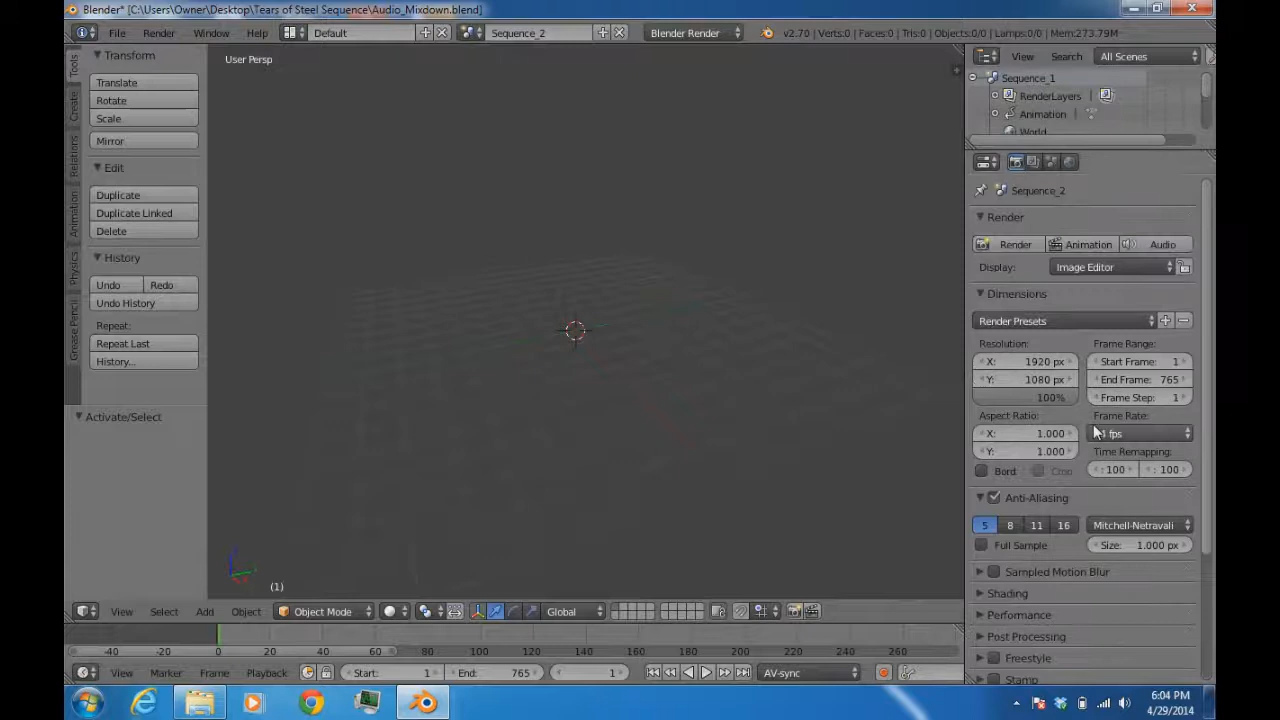 Blender* [C:\Users\Owner\Desktop\Tears of Steel Sequence\Audio_Mixdown.blend]
File Render Window Help Default Sequence_2 Blender Render v2.70 | Verts:0 | Faces:0 | Tris:0 | Objects:0/0 | Lamps:0/0 | Mem:273.79M
Tools
Create
Relations
Animation
Physics
Grease Pencil
Transform
Translate
Rotate
Scale
Mirror
Edit
Duplicate
Duplicate Linked
Delete
History
Undo Redo
Undo History
Repeat:
Repeat Last
History...
Activate/Select
User Persp
(1)
View Select Add Object Object Mode Global
-40 -20 0 20 40 60 80 100 120 140 160 180 200 220 240 260
View Marker Frame Playback Start: 1 End: 765 1 AV-sync
View Search All Scenes
Sequence_1
RenderLayers
Animation
World
Sequence_2
Render
Render Animation Audio
Display: Image Editor
Dimensions
Render Presets
Resolution: Frame Range:
X: 1920 px Start Frame: 1
Y: 1080 px End Frame: 765
100% Frame Step: 1
Aspect Ratio: Frame Rate:
X: 1.000 fps
Y: 1.000 Time Remapping:
Bord Crop : 100 : 100
Anti-Aliasing
5 8 11 16 Mitchell-Netravali
Full Sample Size: 1.000 px
Sampled Motion Blur
Shading
Performance
Post Processing
Freestyle
Stamp
6:04 PM
4/29/2014